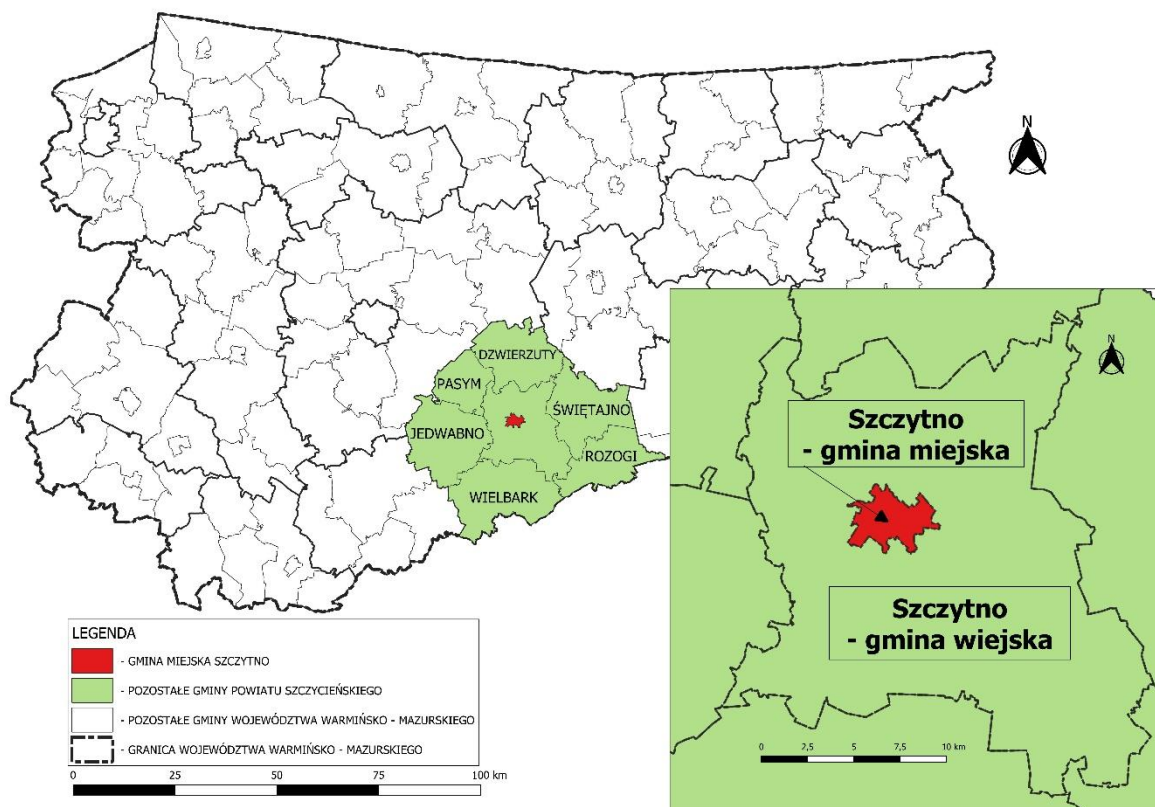 N
DZWIERZUTY
PASYM
ŚWIĘTAJNO
JEDWABNO
ROZOGI
WIELBARK
LEGENDA
- GMINA MIEJSKA SZCZYTNO
- POZOSTAŁE GMINY POWIATU SZCZYCIEŃSKIEGO
- POZOSTAŁE GMINY WOJEWÓDZTWA WARMIŃSKO - MAZURSKIEGO
- GRANICA WOJEWÓDZTWA WARMIŃSKO - MAZURSKIEGO
0 25 50 75 100 km
N
Szczytno
- gmina miejska
Szczytno
- gmina wiejska
0 2,5 5 7,5 10 km